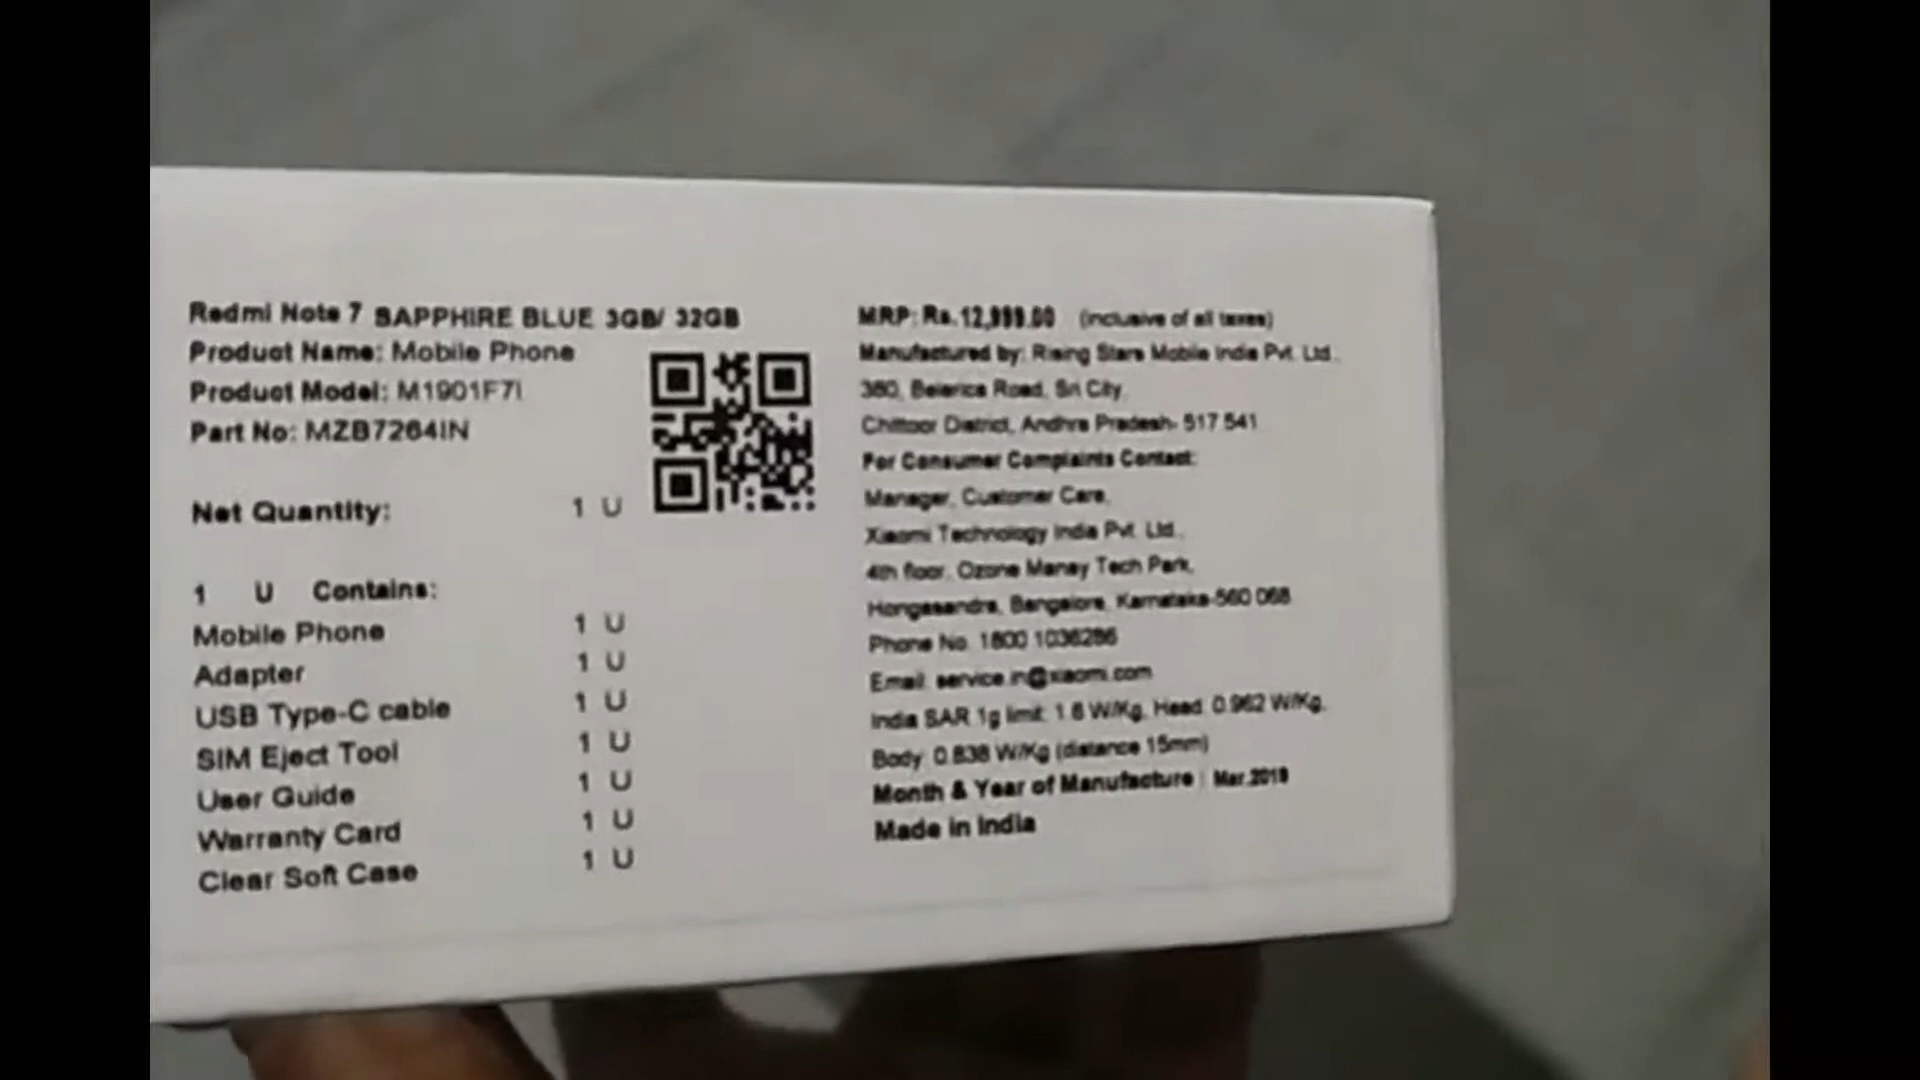 Redmi Note 7 SAPPHIRE BLUE 3GB/ 32GB
Product Name: Mobile Phone
Product Model: M1901F7I
Part No: MZB7264IN
Net Quantity: 1 U
1 U Contains:
Mobile Phone 1 U
Adapter 1 U
USB Type-C cable 1 U
SIM Eject Tool 1 U
User Guide 1 U
Warranty Card 1 U
Clear Soft Case 1 U
MRP: Rs. 12,999.00 (inclusive of all taxes)
Manufactured by: Rising Stars Mobile India Pvt. Ltd.,
380, Belerica Road, Sri City,
Chittoor District, Andhra Pradesh- 517 541
For Consumer Complaints Contact:
Manager, Customer Care,
Xiaomi Technology India Pvt. Ltd.,
4th floor, Ozone Manay Tech Park,
Hongasandra, Bangalore, Karnataka-560 068
Phone No. 1800 1036286
Email: service.in@xiaomi.com
India SAR 1g limit: 1.6 W/Kg, Head: 0.962 W/Kg,
Body: 0.838 W/Kg (distance 15mm)
Month & Year of Manufacture : Mar.2019
Made in India